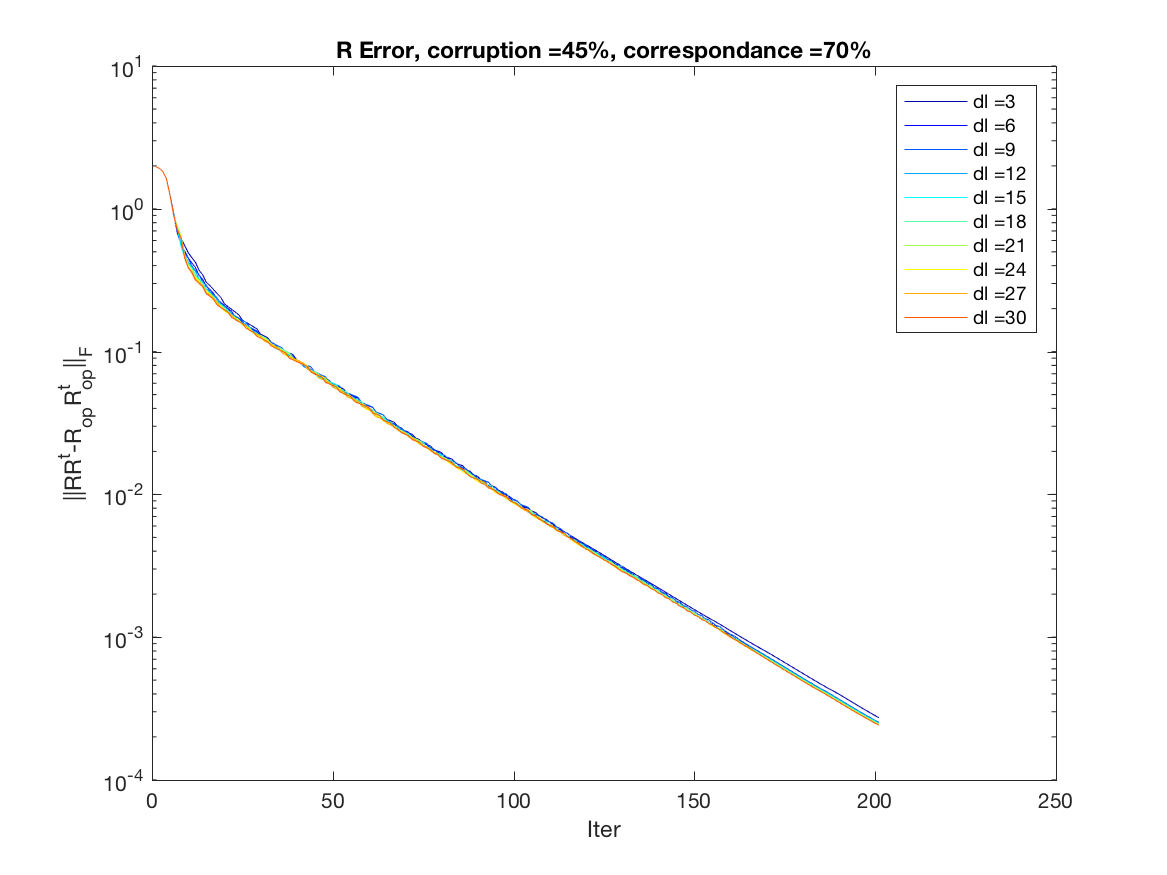 R Error, corruption =45%, correspondance =70%
10^1
10^0
10^-1
10^-2
10^-3
10^-4
||RR^t-R_op R^t_op||_F
dl =3
dl =6
dl =9
dl =12
dl =15
dl =18
dl =21
dl =24
dl =27
dl =30
0 50 100 150 200 250
Iter